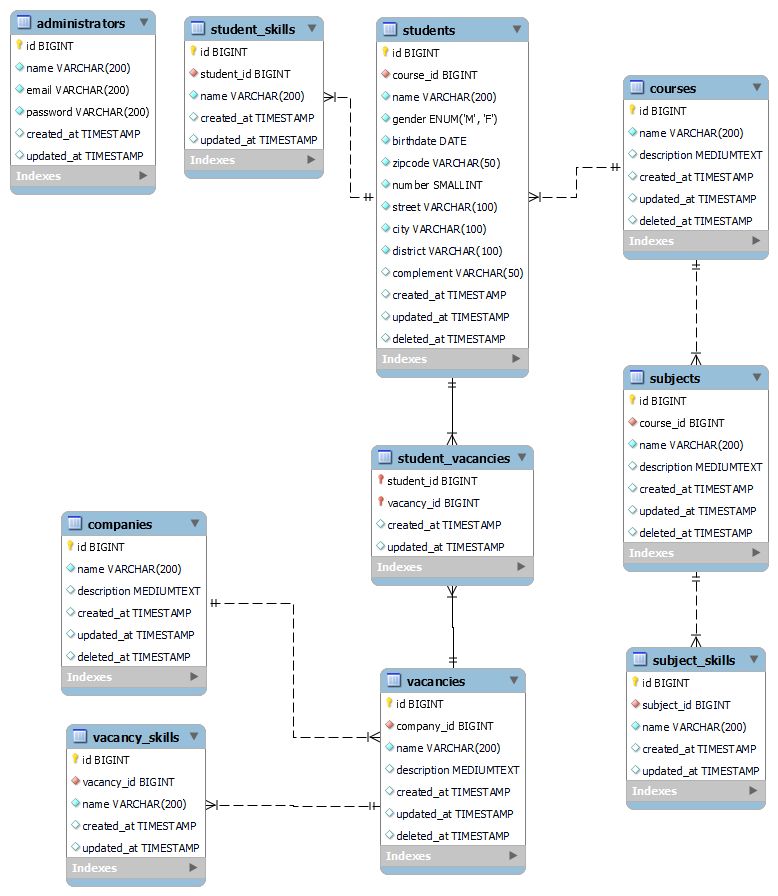 administrators
id BIGINT
name VARCHAR(200)
email VARCHAR(200)
password VARCHAR(200)
created_at TIMESTAMP
updated_at TIMESTAMP
Indexes
student_skills
id BIGINT
student_id BIGINT
name VARCHAR(200)
created_at TIMESTAMP
updated_at TIMESTAMP
Indexes
students
id BIGINT
course_id BIGINT
name VARCHAR(200)
gender ENUM('M', 'F')
birthdate DATE
zipcode VARCHAR(50)
number SMALLINT
street VARCHAR(100)
city VARCHAR(100)
district VARCHAR(100)
complement VARCHAR(50)
created_at TIMESTAMP
updated_at TIMESTAMP
deleted_at TIMESTAMP
Indexes
courses
id BIGINT
name VARCHAR(200)
description MEDIUMTEXT
created_at TIMESTAMP
updated_at TIMESTAMP
deleted_at TIMESTAMP
Indexes
subjects
id BIGINT
course_id BIGINT
name VARCHAR(200)
description MEDIUMTEXT
created_at TIMESTAMP
updated_at TIMESTAMP
deleted_at TIMESTAMP
Indexes
student_vacancies
student_id BIGINT
vacancy_id BIGINT
created_at TIMESTAMP
updated_at TIMESTAMP
Indexes
companies
id BIGINT
name VARCHAR(200)
description MEDIUMTEXT
created_at TIMESTAMP
updated_at TIMESTAMP
deleted_at TIMESTAMP
Indexes
subject_skills
id BIGINT
subject_id BIGINT
name VARCHAR(200)
created_at TIMESTAMP
updated_at TIMESTAMP
Indexes
vacancies
id BIGINT
company_id BIGINT
name VARCHAR(200)
description MEDIUMTEXT
created_at TIMESTAMP
updated_at TIMESTAMP
deleted_at TIMESTAMP
Indexes
vacancy_skills
id BIGINT
vacancy_id BIGINT
name VARCHAR(200)
created_at TIMESTAMP
updated_at TIMESTAMP
Indexes